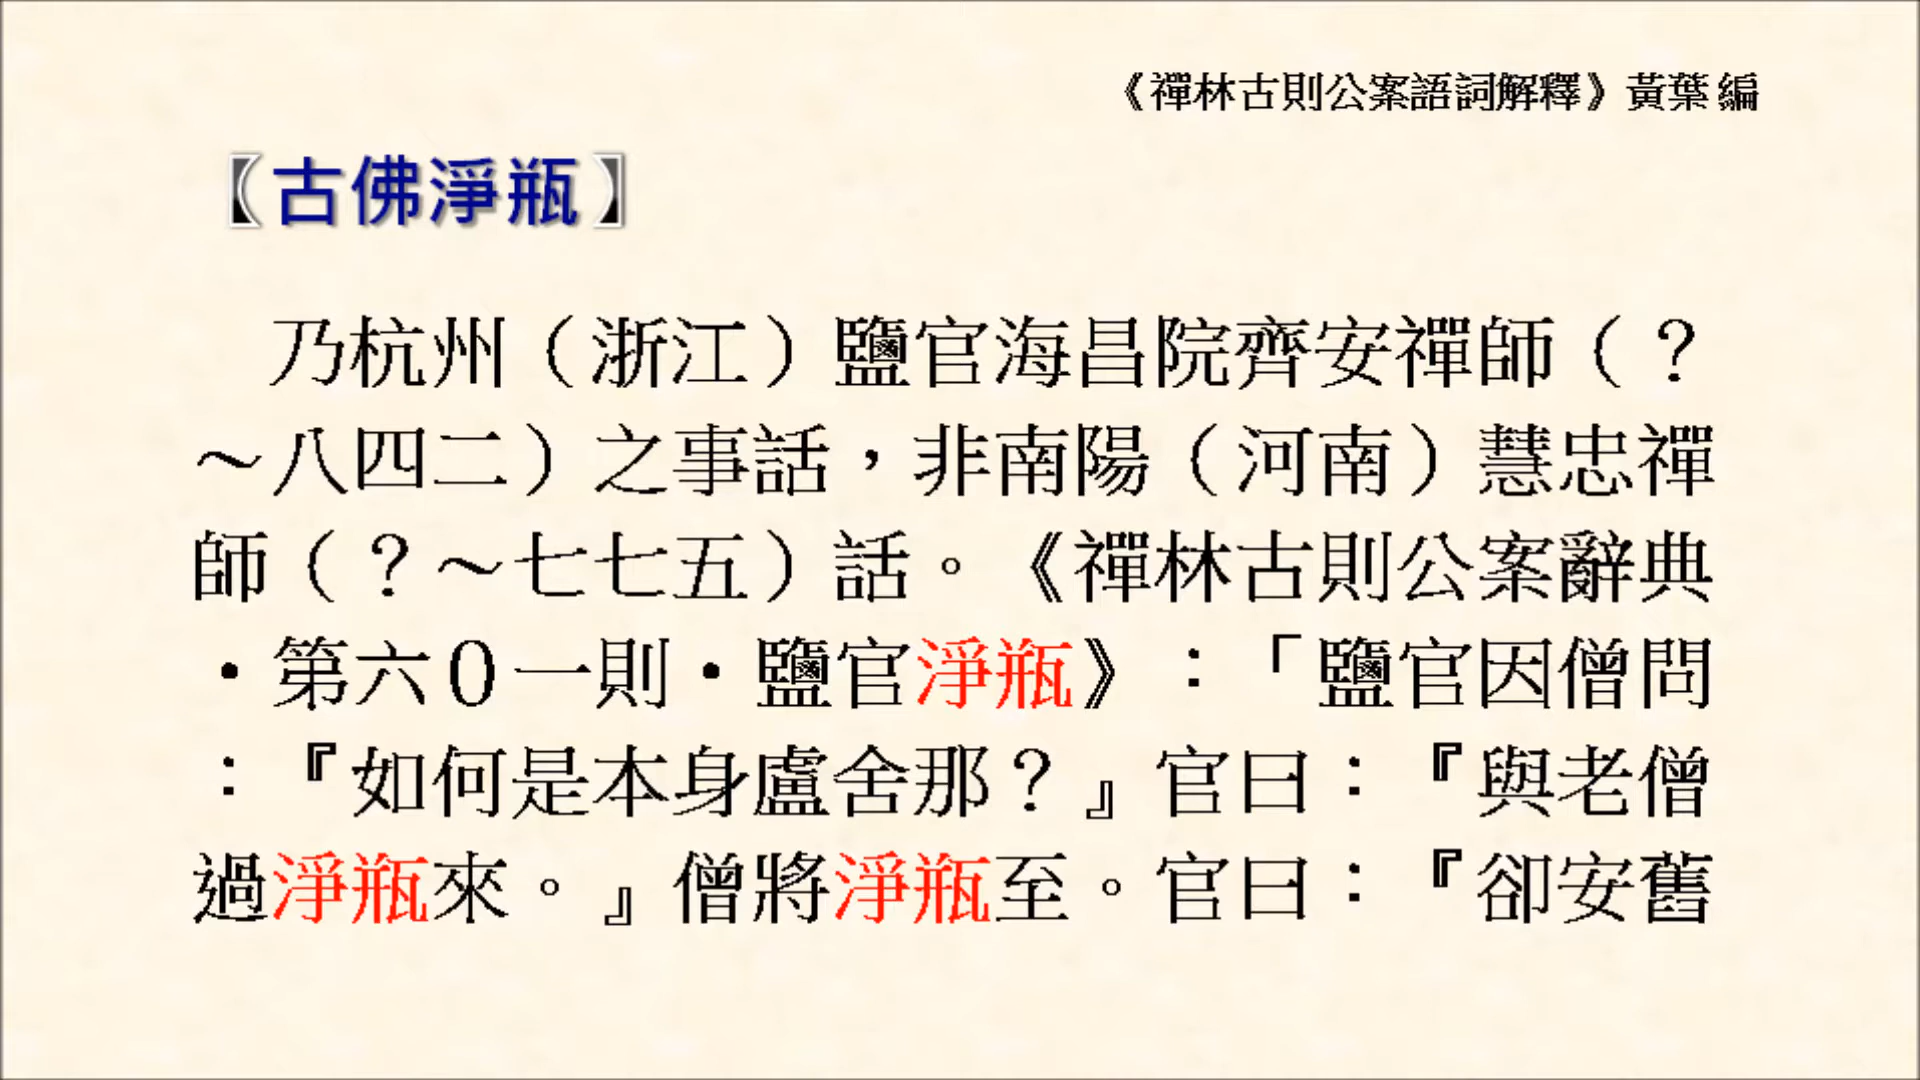 《禪林古則公案語詞解釋》黃葉編
【古佛淨瓶】
乃杭州（浙江）鹽官海昌院齊安禪師（？
～八四二）之事話，非南陽（河南）慧忠禪
師（？～七七五）話。《禪林古則公案辭典
・第六０一則・鹽官淨瓶》：「鹽官因僧問
：『如何是本身盧舍那？』官曰：『與老僧
過淨瓶來。』僧將淨瓶至。官曰：『卻安舊